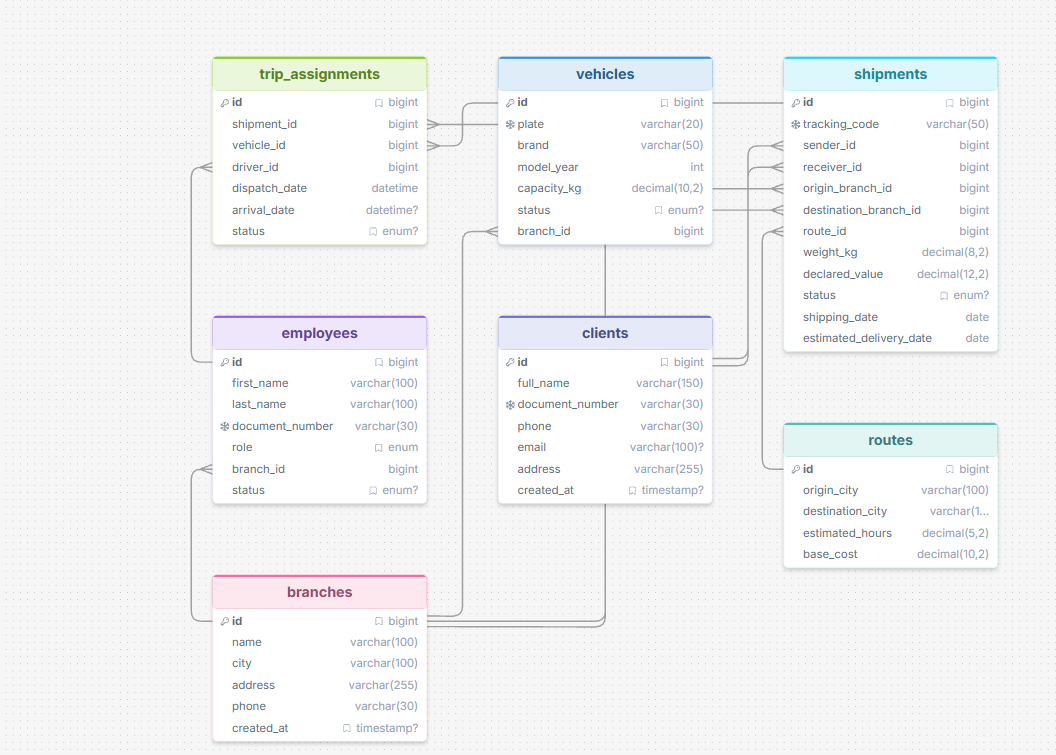 trip_assignments
id bigint
shipment_id bigint
vehicle_id bigint
driver_id bigint
dispatch_date datetime
arrival_date datetime?
status enum?
vehicles
id bigint
plate varchar(20)
brand varchar(50)
model_year int
capacity_kg decimal(10,2)
status enum?
branch_id bigint
shipments
id bigint
tracking_code varchar(50)
sender_id bigint
receiver_id bigint
origin_branch_id bigint
destination_branch_id bigint
route_id bigint
weight_kg decimal(8,2)
declared_value decimal(12,2)
status enum?
shipping_date date
estimated_delivery_date date
employees
id bigint
first_name varchar(100)
last_name varchar(100)
document_number varchar(30)
role enum
branch_id bigint
status enum?
clients
id bigint
full_name varchar(150)
document_number varchar(30)
phone varchar(30)
email varchar(100)?
address varchar(255)
created_at timestamp?
routes
id bigint
origin_city varchar(100)
destination_city varchar(1...
estimated_hours decimal(5,2)
base_cost decimal(10,2)
branches
id bigint
name varchar(100)
city varchar(100)
address varchar(255)
phone varchar(30)
created_at timestamp?